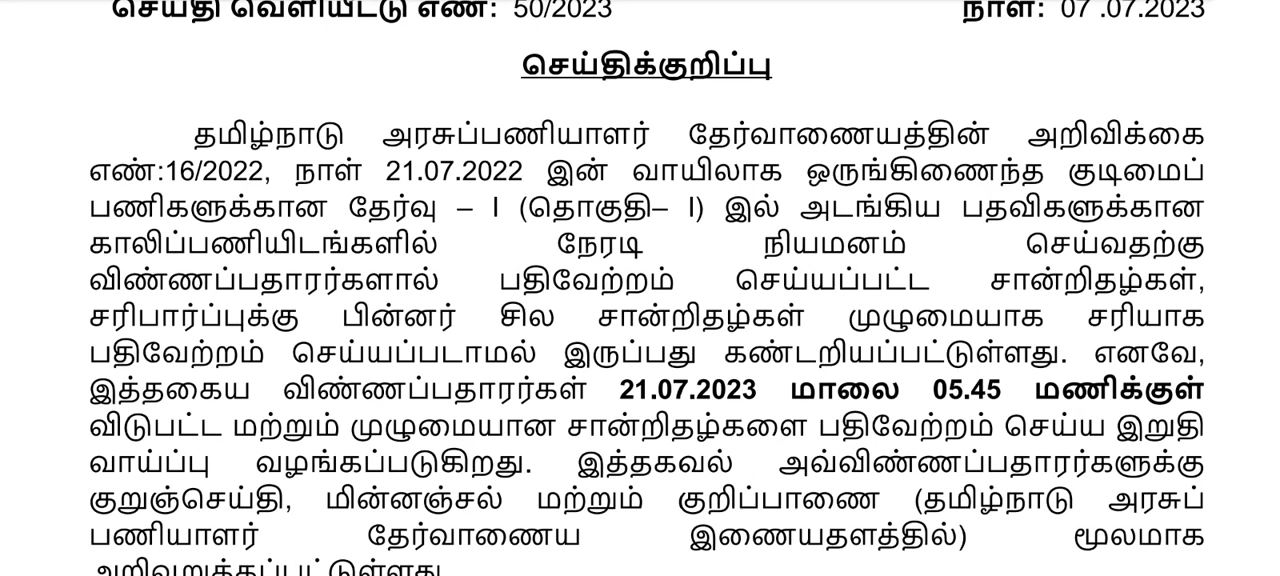 செய்தி வெளியீட்டு எண்: 50/2023 நாள்: 07 .07.2023
செய்திக்குறிப்பு
தமிழ்நாடு அரசுப்பணியாளர் தேர்வாணையத்தின் அறிவிக்கை
எண்:16/2022, நாள் 21.07.2022 இன் வாயிலாக ஒருங்கிணைந்த குடிமைப்
பணிகளுக்கான தேர்வு – I (தொகுதி– I) இல் அடங்கிய பதவிகளுக்கான
காலிப்பணியிடங்களில் நேரடி நியமனம் செய்வதற்கு
விண்ணப்பதாரர்களால் பதிவேற்றம் செய்யப்பட்ட சான்றிதழ்கள்,
சரிபார்ப்புக்கு பின்னர் சில சான்றிதழ்கள் முழுமையாக சரியாக
பதிவேற்றம் செய்யப்படாமல் இருப்பது கண்டறியப்பட்டுள்ளது. எனவே,
இத்தகைய விண்ணப்பதாரர்கள் 21.07.2023 மாலை 05.45 மணிக்குள்
விடுபட்ட மற்றும் முழுமையான சான்றிதழ்களை பதிவேற்றம் செய்ய இறுதி
வாய்ப்பு வழங்கப்படுகிறது. இத்தகவல் அவ்விண்ணப்பதாரர்களுக்கு
குறுஞ்செய்தி, மின்னஞ்சல் மற்றும் குறிப்பாணை (தமிழ்நாடு அரசுப்
பணியாளர் தேர்வாணைய இணையதளத்தில்) மூலமாக
அறிவுறுத்தப்பட்டுள்ளது